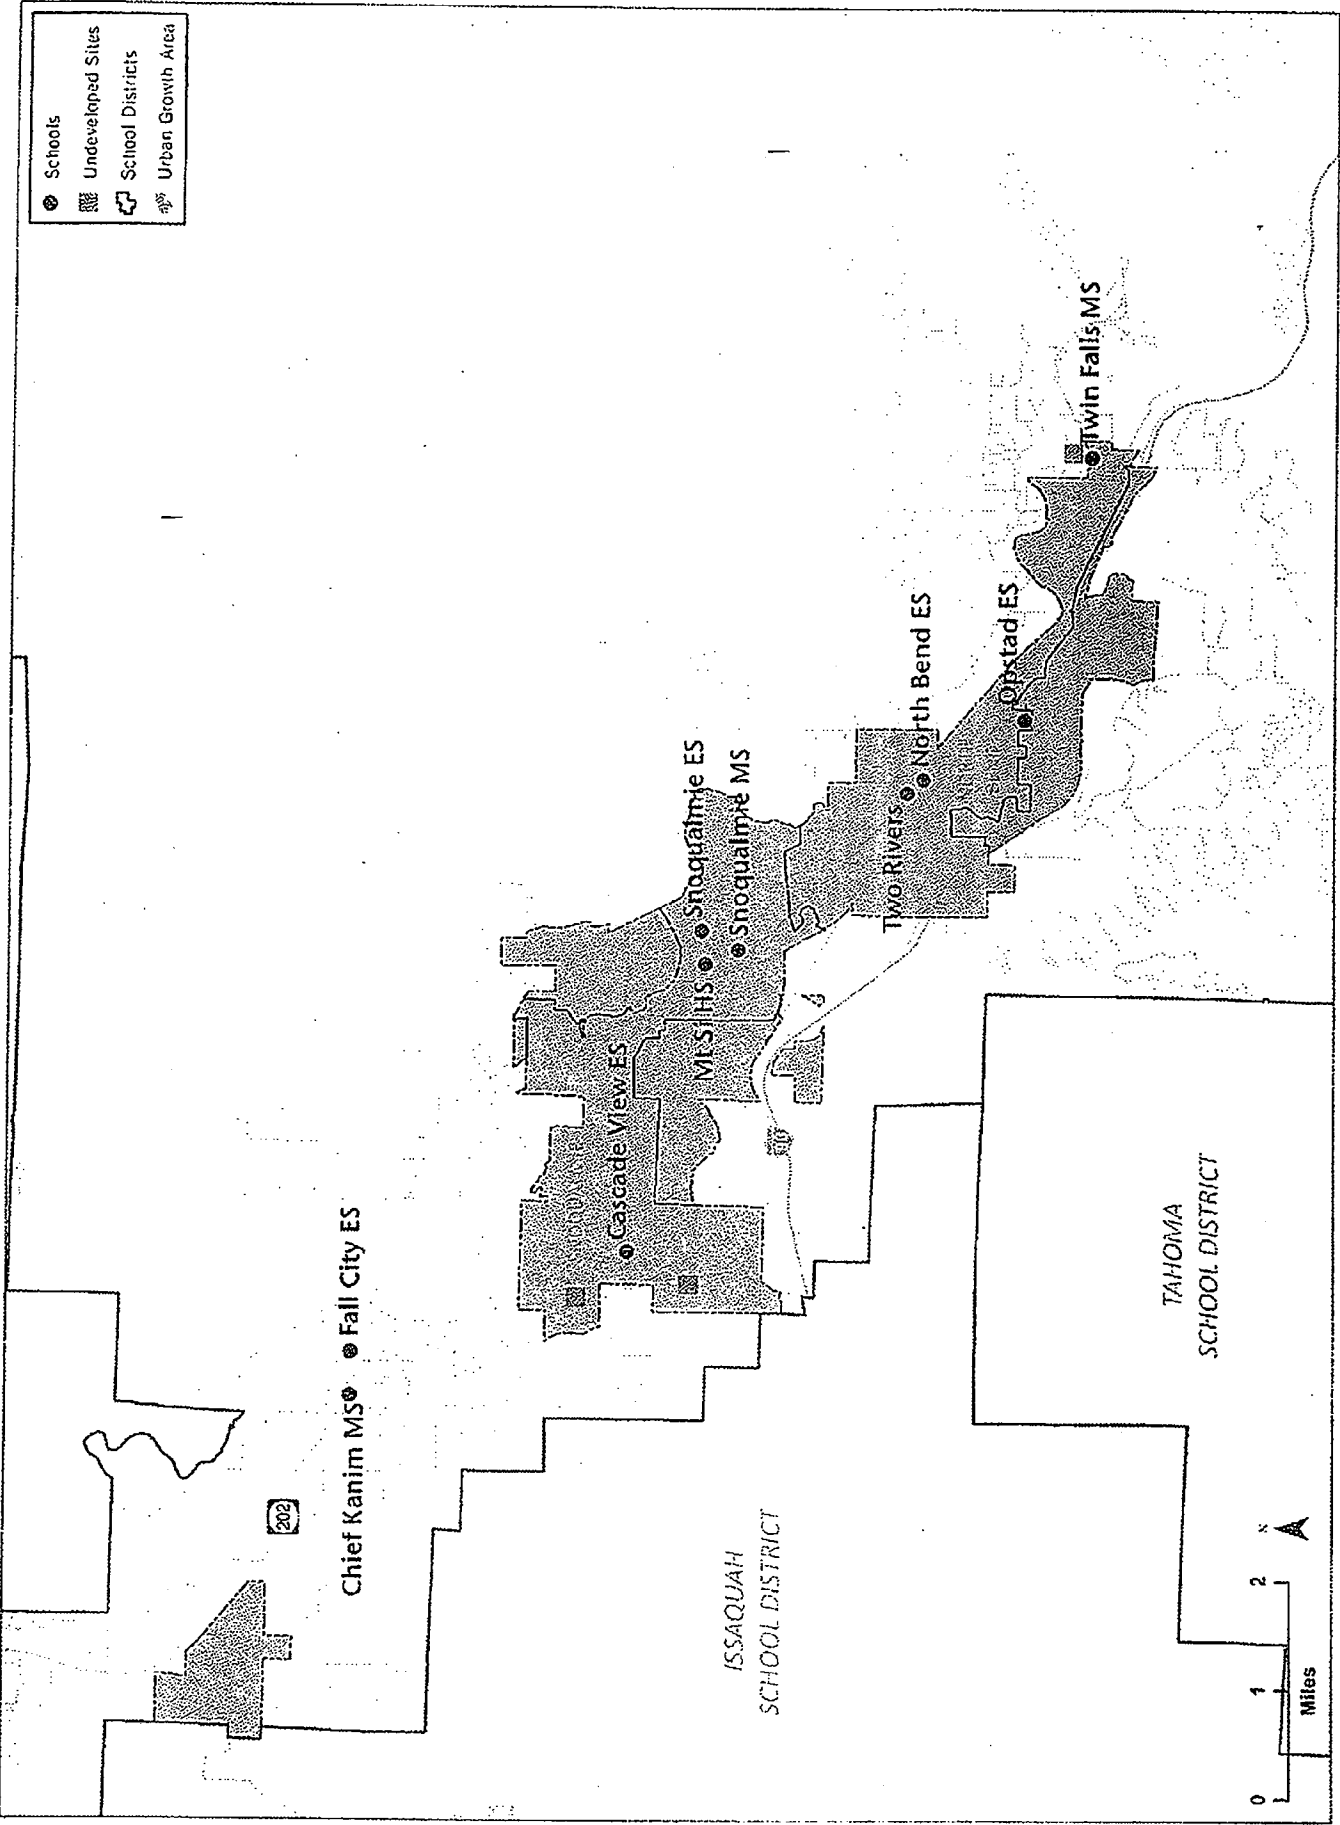 Schools
Undeveloped Sites
School Districts
Urban Growth Area
202
Chief Kanim MS
Fall City ES
Cascade View ES
Snoqualmie ES
Snoqualmie MS
Two Rivers
North Bend ES
Opstad ES
Twin Falls MS
ISSAQUAH
SCHOOL DISTRICT
TAHOMA
SCHOOL DISTRICT
0 1 2
Miles